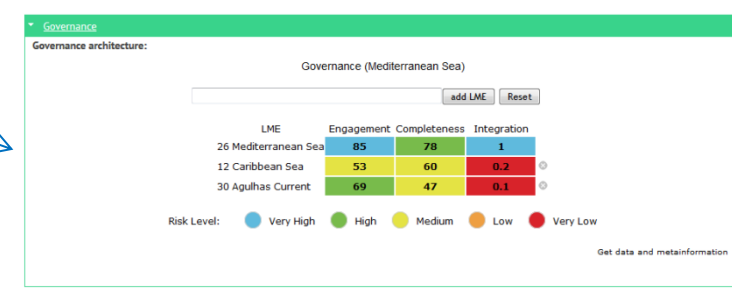 Governance
Governance architecture:
Governance (Mediterranean Sea)
add LME Reset
LME Engagement Completeness Integration
26 Mediterranean Sea 85 78 1
12 Caribbean Sea 53 60 0.2
30 Agulhas Current 69 47 0.1
Risk Level: Very High High Medium Low Very Low
Get data and metainformation